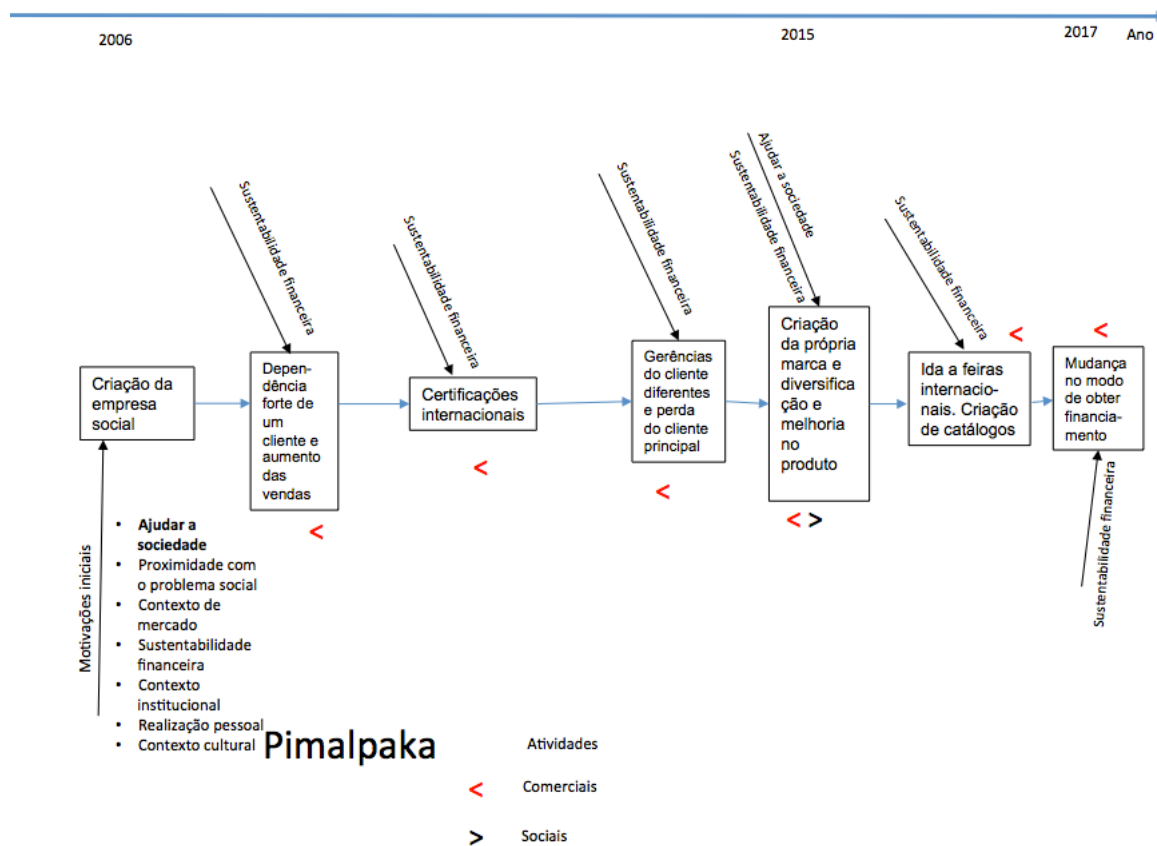 2006
2015
2017
Ano
Sustentabilidade financeira
Sustentabilidade financeira
Sustentabilidade financeira
Ajudar a sociedade
Sustentabilidade financeira
Sustentabilidade financeira
Criação da
empresa
social
Depen-
dência
forte de
um
cliente e
aumento
das
vendas
<
Certificações
internacionais
<
Gerências
do cliente
diferentes
e perda
do cliente
principal
<
Criação
da própria
marca e
diversifica
ção e
melhoria
no
produto
< >
Ida a feiras
internacio-
nais. Criação
de catálogos
<
Mudança
no modo
de obter
financia-
mento
<
Sustentabilidade financeira
Motivações iniciais
• Ajudar a
sociedade
• Proximidade com
o problema social
• Contexto de
mercado
• Sustentabilidade
financeira
• Contexto
institucional
• Realização pessoal
• Contexto cultural
Pimalpaka
Atividades
< Comerciais
> Sociais